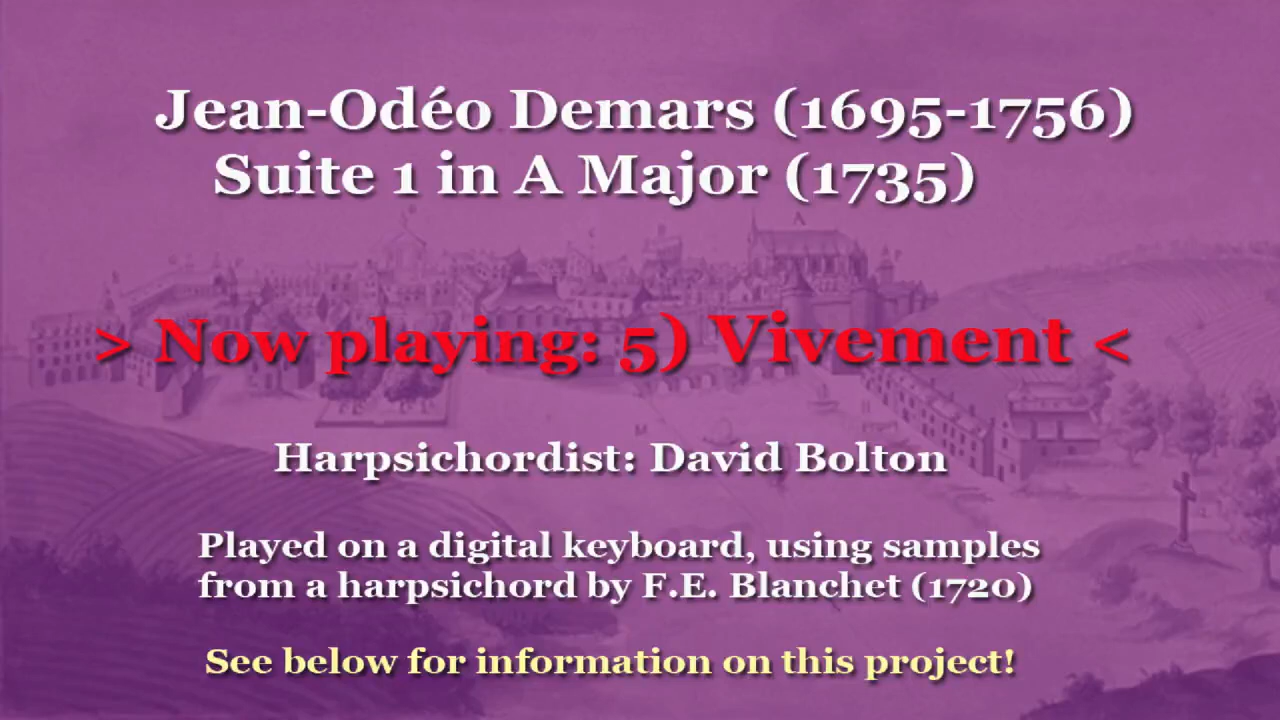 Jean-Odéo Demars (1695-1756)
Suite 1 in A Major (1735)
> Now playing: 5) Vivement <
Harpsichordist: David Bolton
Played on a digital keyboard, using samples
from a harpsichord by F.E. Blanchet (1720)
See below for information on this project!